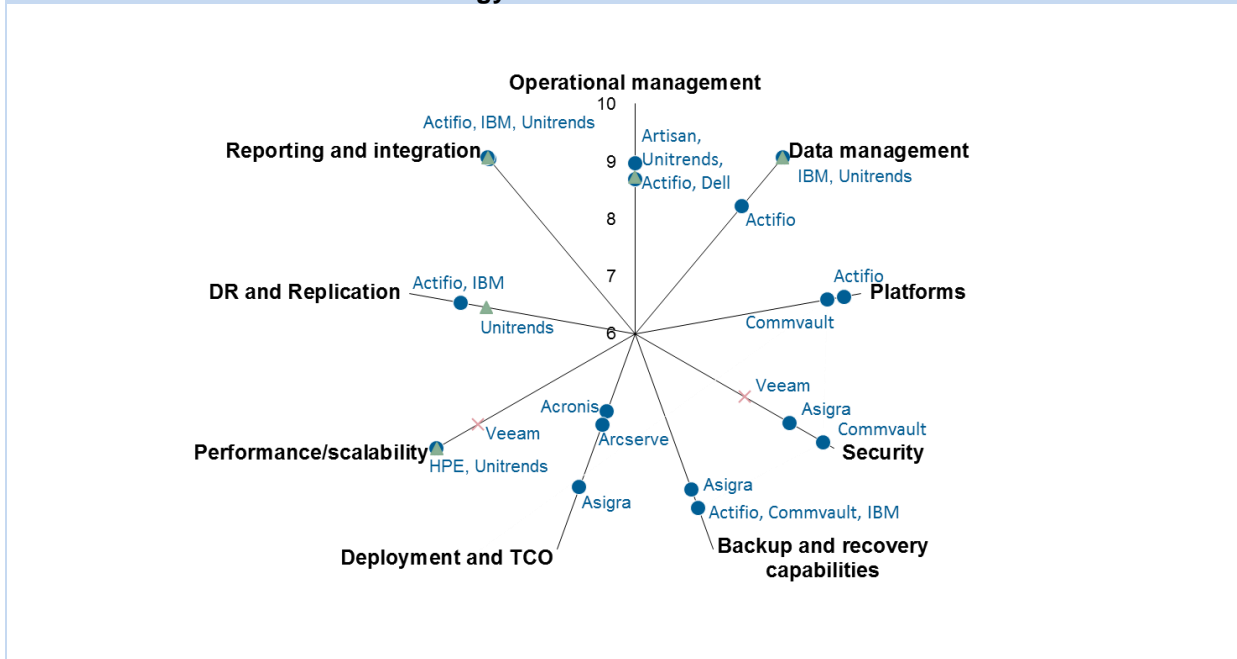 gy
Operational management
10
Actifio, IBM, Unitrends
Artisan,
Reporting and integration
Data management
9
Unitrends,
IBM, Unitrends
Actifio, Dell
8
Actifio
7
Actifio
DR and Replication
Actifio, IBM
Platforms
Unitrends
Commvault
6
Veeam
Acronis
Asigra
Veeam
Arcserve
Commvault
Performance/scalability
Security
HPE, Unitrends
Asigra
Asigra
Actifio, Commvault, IBM
Deployment and TCO
Backup and recovery
capabilities